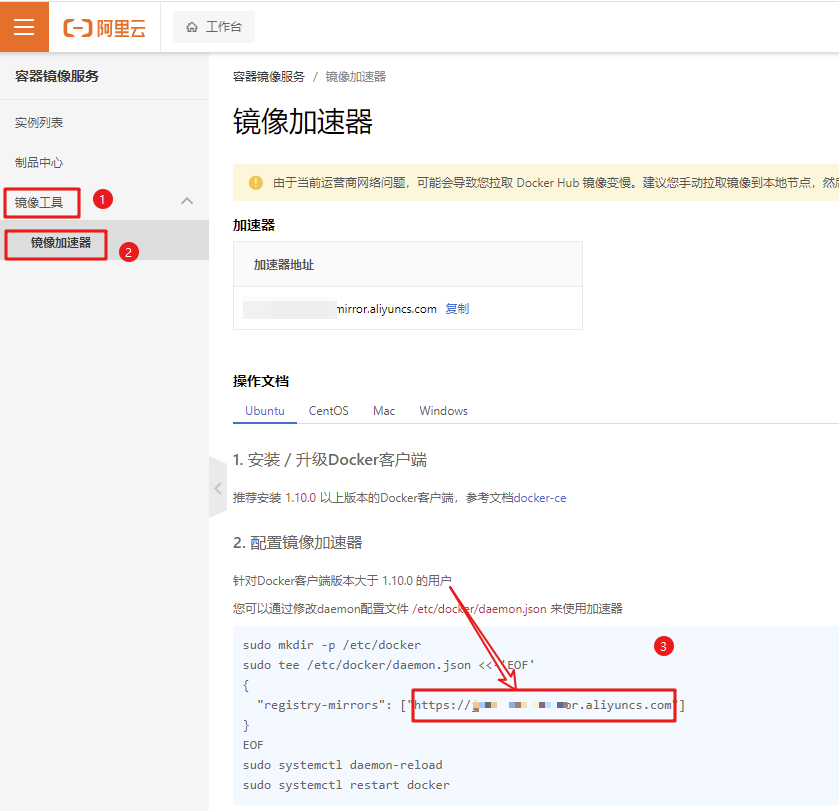 阿里云
工作台
容器镜像服务
实例列表
制品中心
镜像工具
1
镜像加速器
2
容器镜像服务 / 镜像加速器
镜像加速器
由于当前运营商网络问题，可能会导致您拉取 Docker Hub 镜像变慢。建议您手动拉取镜像到本地节点，然
加速器
加速器地址
mirror.aliyuncs.com 复制
操作文档
Ubuntu CentOS Mac Windows
1. 安装 / 升级Docker客户端
推荐安装 1.10.0 以上版本的Docker客户端，参考文档docker-ce
2. 配置镜像加速器
针对Docker客户端版本大于 1.10.0 的用户
您可以通过修改daemon配置文件 /etc/docker/daemon.json 来使用加速器
3
sudo mkdir -p /etc/docker
sudo tee /etc/docker/daemon.json <<-'EOF'
{
"registry-mirrors": ["https:// or.aliyuncs.com"]
}
EOF
sudo systemctl daemon-reload
sudo systemctl restart docker